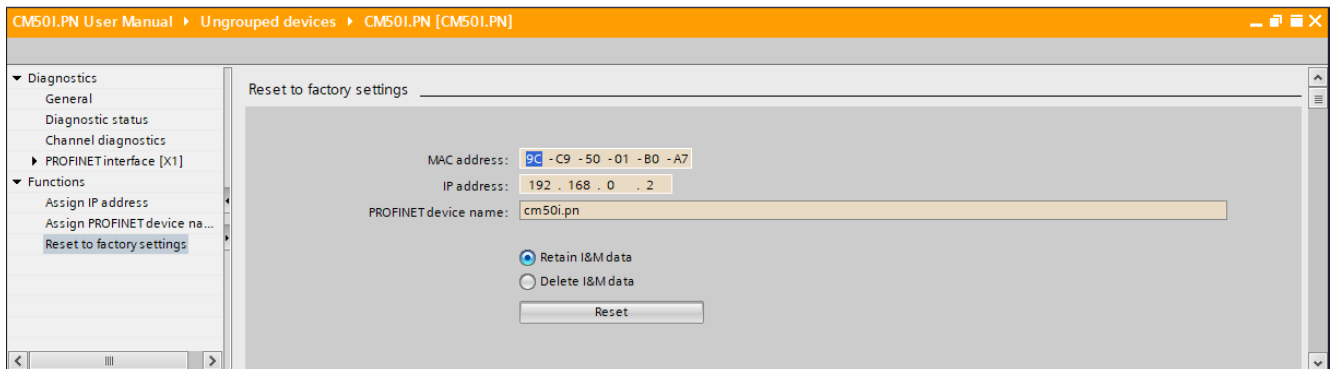 CM50I.PN User Manual ▸ Ungrouped devices ▸ CM50I.PN [CM50I.PN]
Diagnostics
General
Diagnostic status
Channel diagnostics
PROFINET interface [X1]
Functions
Assign IP address
Assign PROFINET device na...
Reset to factory settings
Reset to factory settings
MAC address: 9C - C9 - 50 - 01 - B0 - A7
IP address: 192 . 168 . 0 . 2
PROFINET device name: cm50i.pn
Retain I&M data
Delete I&M data
Reset